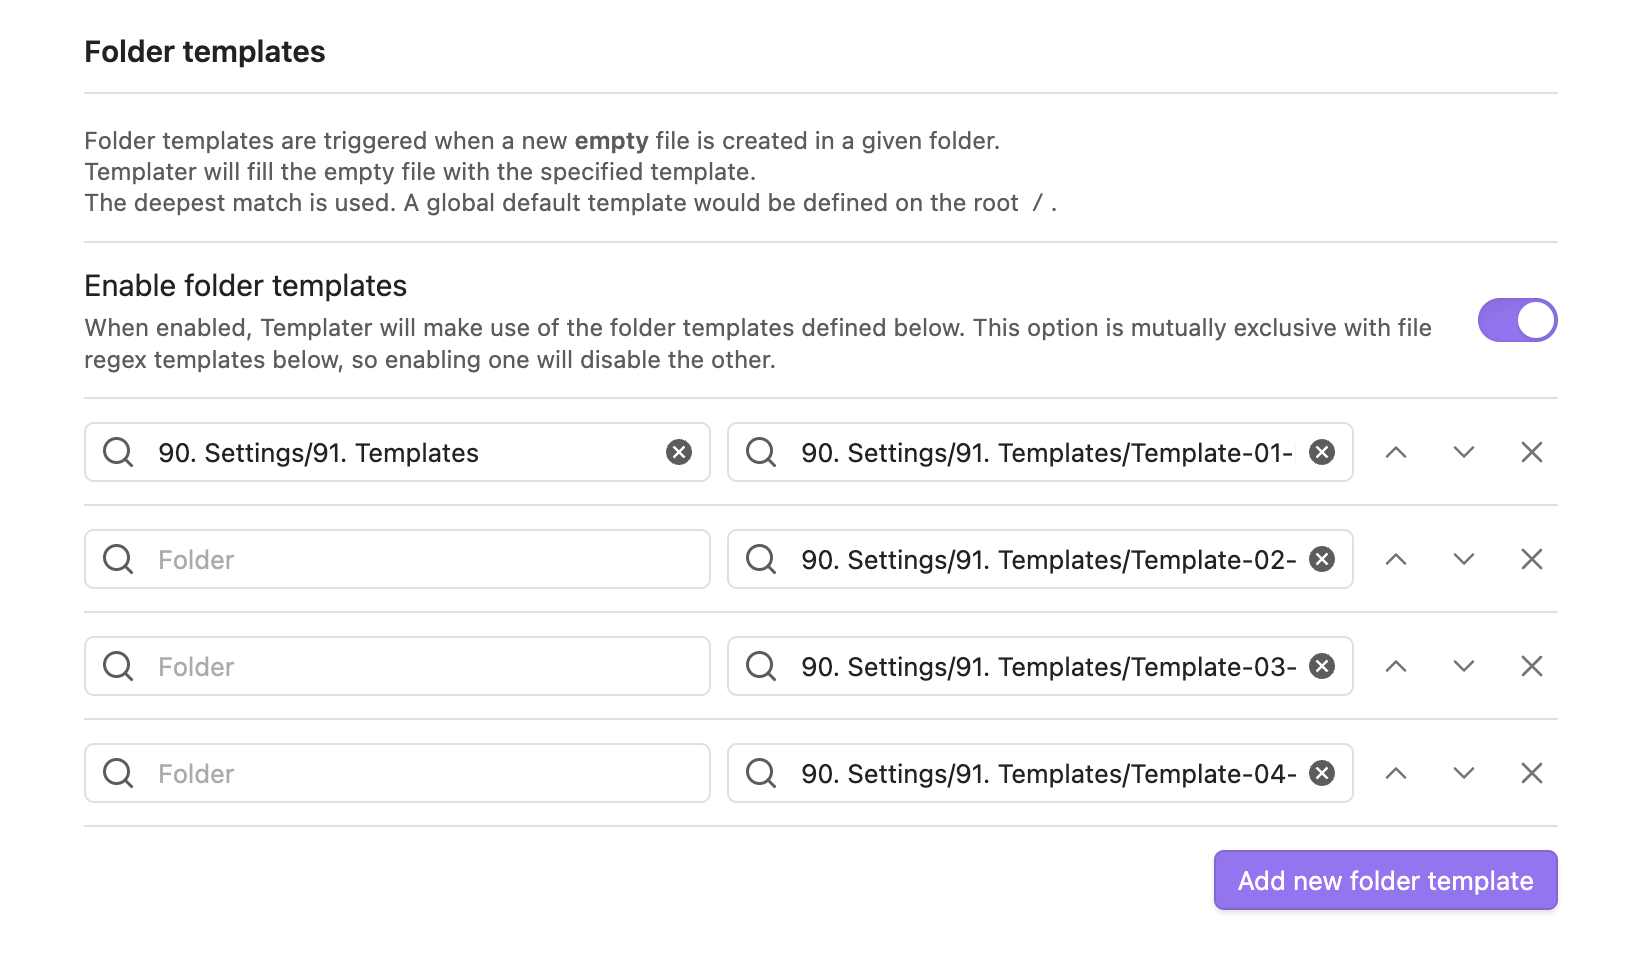 Folder templates
Folder templates are triggered when a new empty file is created in a given folder.
Templater will fill the empty file with the specified template.
The deepest match is used. A global default template would be defined on the root / .
Enable folder templates
When enabled, Templater will make use of the folder templates defined below. This option is mutually exclusive with file
regex templates below, so enabling one will disable the other.
90. Settings/91. Templates
90. Settings/91. Templates/Template-01-
Folder
90. Settings/91. Templates/Template-02-
Folder
90. Settings/91. Templates/Template-03-
Folder
90. Settings/91. Templates/Template-04-
Add new folder template